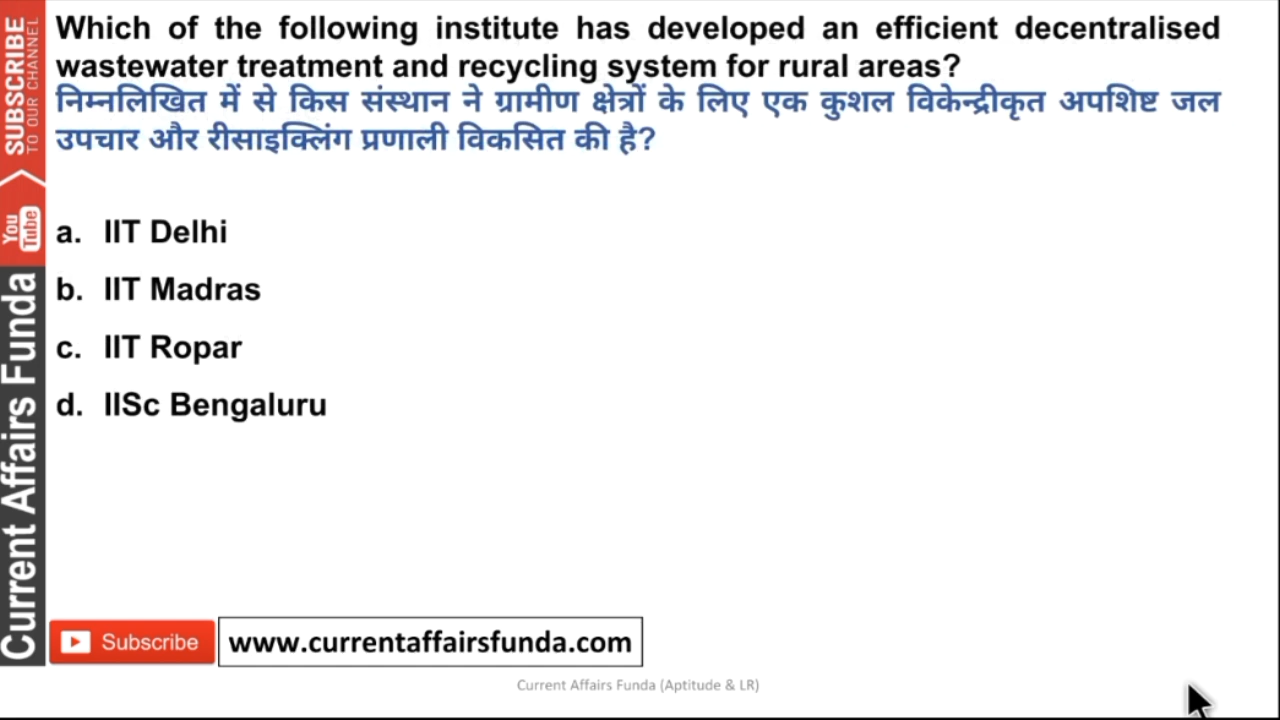 Which of the following institute has developed an efficient decentralised
wastewater treatment and recycling system for rural areas?
निम्नलिखित में से किस संस्थान ने ग्रामीण क्षेत्रों के लिए एक कुशल विकेन्द्रीकृत अपशिष्ट जल
उपचार और रीसाइक्लिंग प्रणाली विकसित की है?
a. IIT Delhi
b. IIT Madras
c. IIT Ropar
d. IISc Bengaluru
SUBSCRIBE
TO OUR CHANNEL
You
Tube
Current Affairs Funda
Subscribe
www.currentaffairsfunda.com
Current Affairs Funda (Aptitude & LR)